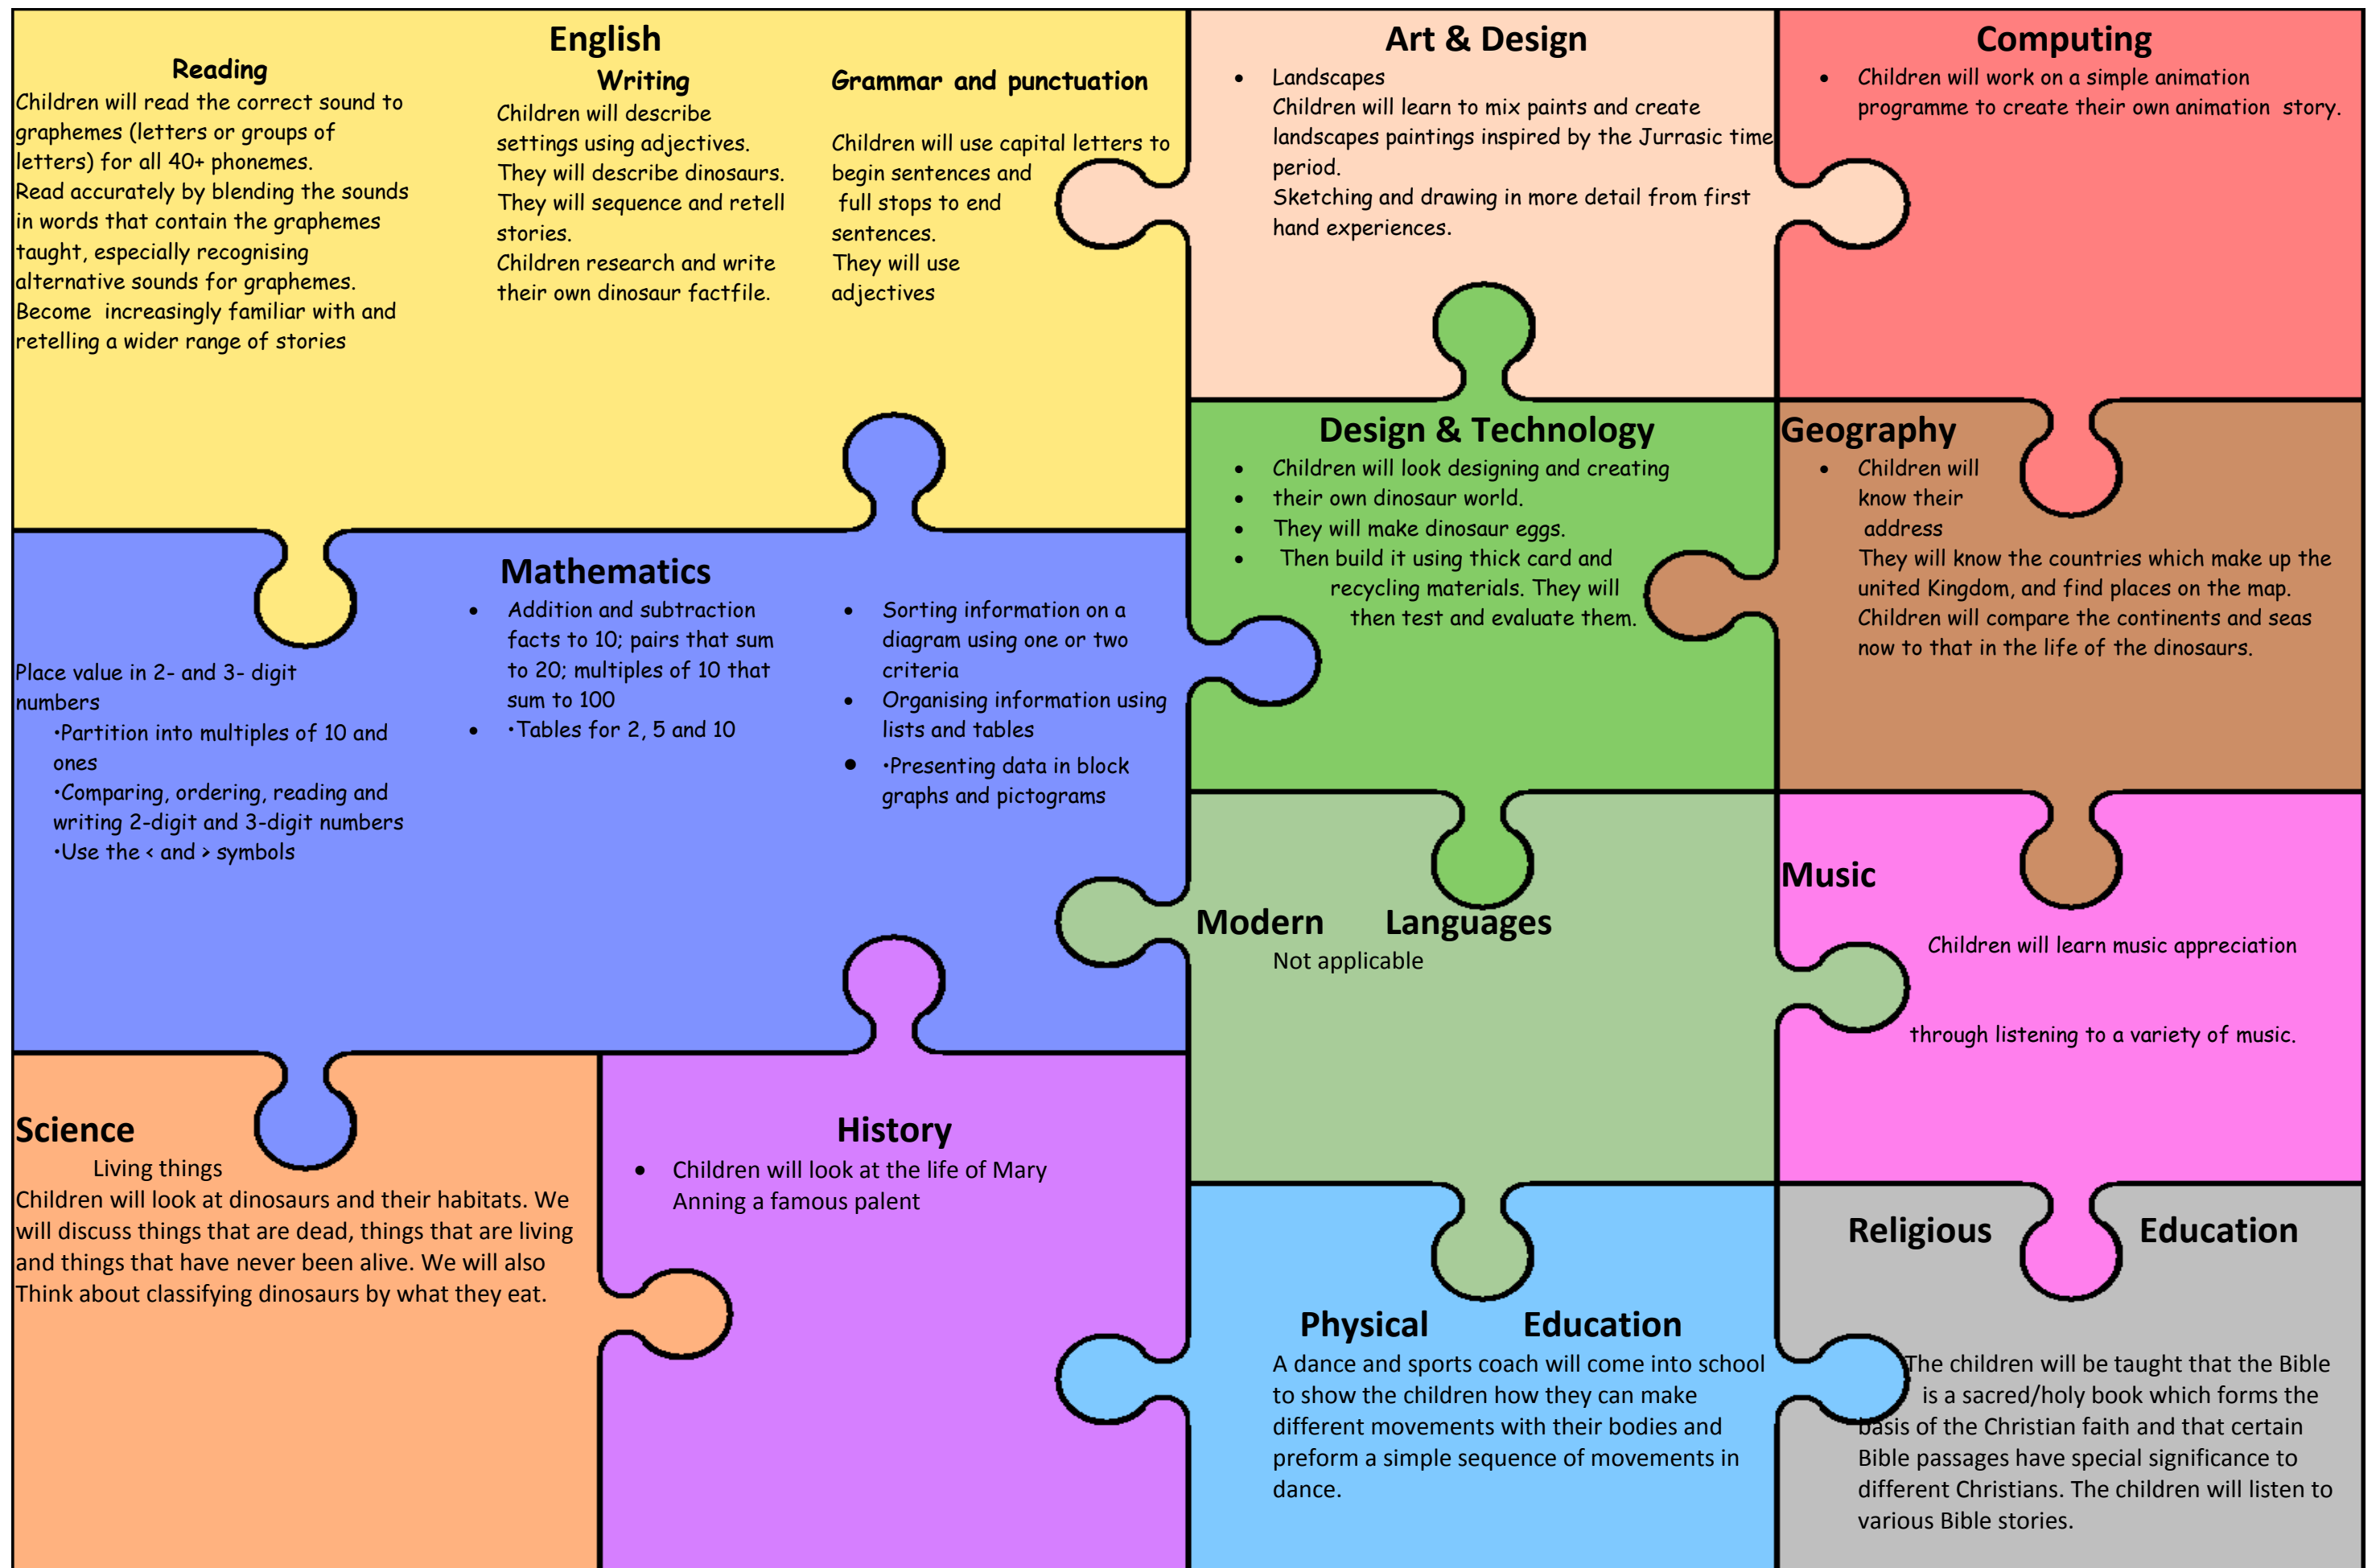 English
Reading
Children will read the correct sound to
graphemes (letters or groups of
letters) for all 40+ phonemes.
Read accurately by blending the sounds
in words that contain the graphemes
taught, especially recognising
alternative sounds for graphemes.
Become increasingly familiar with and
retelling a wider range of stories
Writing
Children will describe
settings using adjectives.
They will describe dinosaurs.
They will sequence and retell
stories.
Children research and write
their own dinosaur factfile.
Grammar and punctuation
Children will use capital letters to
begin sentences and
full stops to end
sentences.
They will use
adjectives
Art & Design
• Landscapes
Children will learn to mix paints and create
landscapes paintings inspired by the Jurrasic time
period.
Sketching and drawing in more detail from first
hand experiences.
Computing
• Children will work on a simple animation
programme to create their own animation story.
Mathematics
Place value in 2- and 3- digit
numbers
•Partition into multiples of 10 and
ones
•Comparing, ordering, reading and
writing 2-digit and 3-digit numbers
•Use the < and > symbols
• Addition and subtraction
facts to 10; pairs that sum
to 20; multiples of 10 that
sum to 100
• •Tables for 2, 5 and 10
• Sorting information on a
diagram using one or two
criteria
• Organising information using
lists and tables
• •Presenting data in block
graphs and pictograms
Design & Technology
• Children will look designing and creating
• their own dinosaur world.
• They will make dinosaur eggs.
• Then build it using thick card and
recycling materials. They will
then test and evaluate them.
Geography
• Children will
know their
address
They will know the countries which make up the
united Kingdom, and find places on the map.
Children will compare the continents and seas
now to that in the life of the dinosaurs.
Modern Languages
Not applicable
Music
Children will learn music appreciation
through listening to a variety of music.
Science
Living things
Children will look at dinosaurs and their habitats. We
will discuss things that are dead, things that are living
and things that have never been alive. We will also
Think about classifying dinosaurs by what they eat.
History
• Children will look at the life of Mary
Anning a famous palent
Physical Education
A dance and sports coach will come into school
to show the children how they can make
different movements with their bodies and
preform a simple sequence of movements in
dance.
Religious Education
The children will be taught that the Bible
is a sacred/holy book which forms the
basis of the Christian faith and that certain
Bible passages have special significance to
different Christians. The children will listen to
various Bible stories.